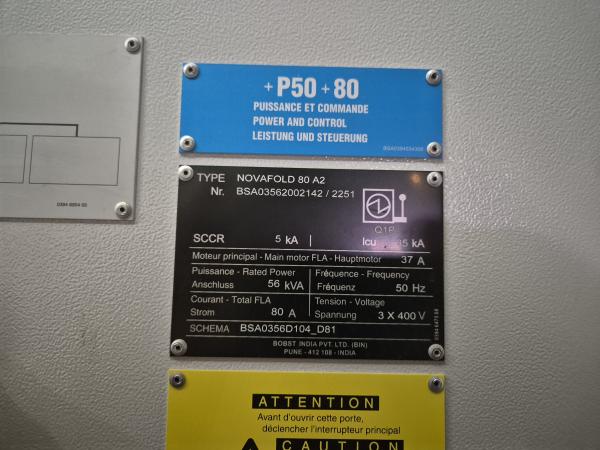 +P50+80
PUISSANCE ET COMMANDE
POWER AND CONTROL
LEISTUNG UND STEUERUNG
TYPE NOVAFOLD 80 A2
Nr. BSA03562002142 / 2251
Q1P
SCCR 5 kA Icu kA
Moteur principal - Main motor FLA - Hauptmotor 37 A
Puissance - Rated Power Fréquence - Frequency
Anschluss 56 kVA Frequénz 50 Hz
Courant - Total FLA Tension - Voltage
Strom 80 A Spannung 3 X 400 V
SCHEMA BSA0356D104_D81
BOBST INDIA PVT. LTD. (BIN)
PUNE - 412 108 - INDIA
ATTENTION
Avant d'ouvrir cette porte,
déclencher l'interrupteur principal
CAUTION